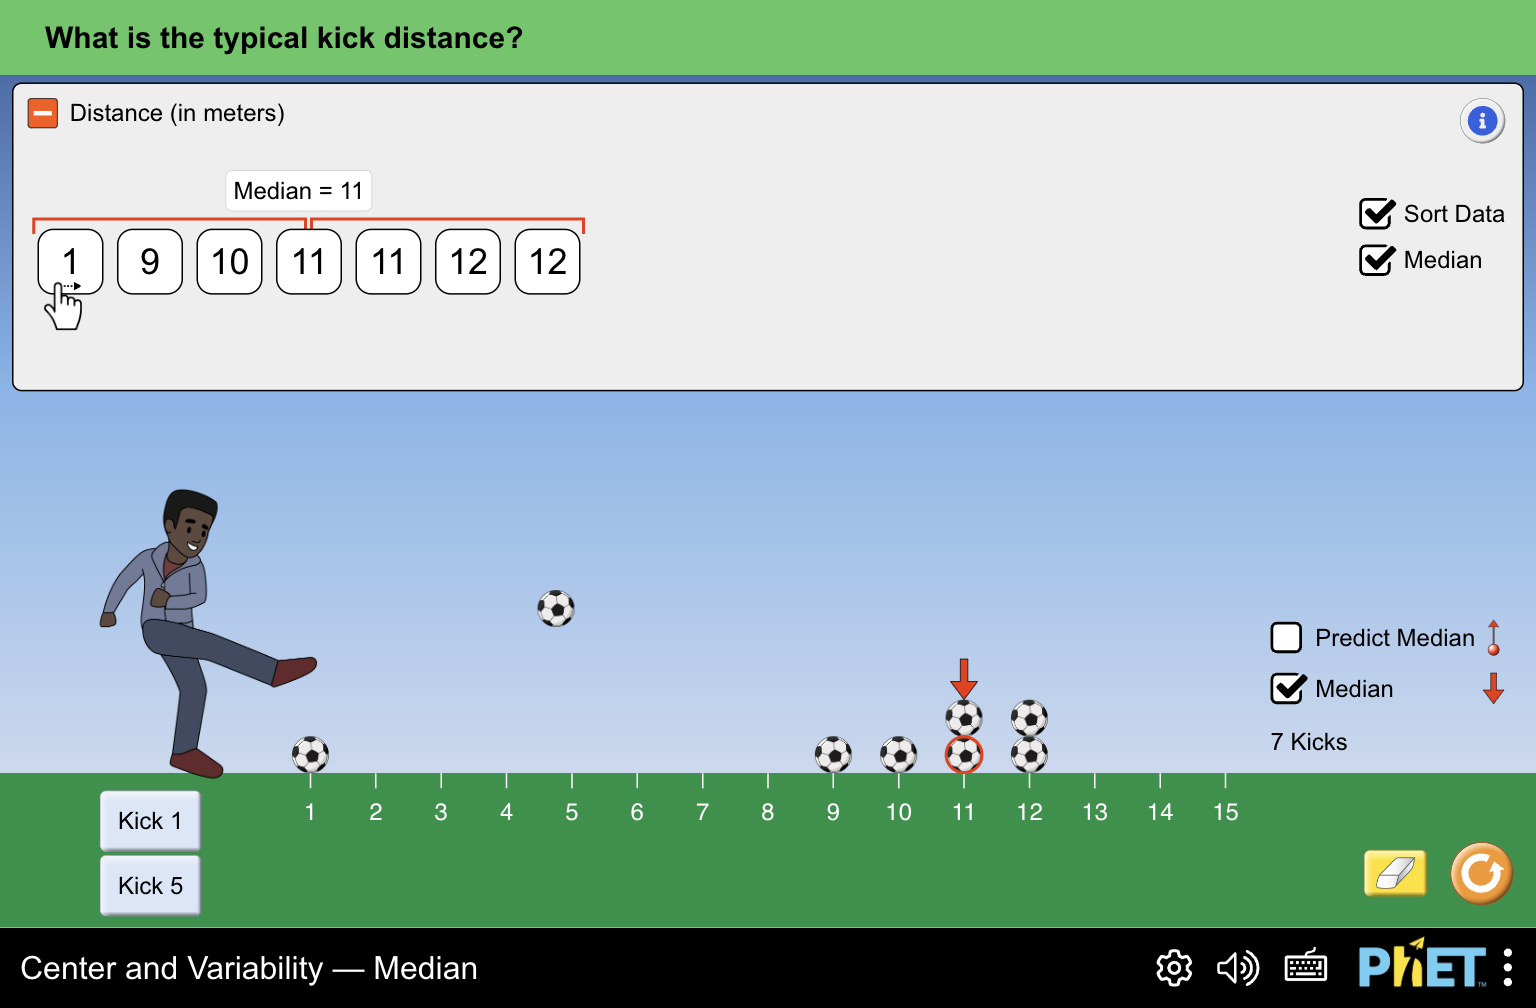 What is the typical kick distance?
Distance (in meters)
Median = 11
1 9 10 11 11 12 12
Sort Data
Median
Predict Median
Median
7 Kicks
1 2 3 4 5 6 7 8 9 10 11 12 13 14 15
Kick 1
Kick 5
Center and Variability — Median
PhET™